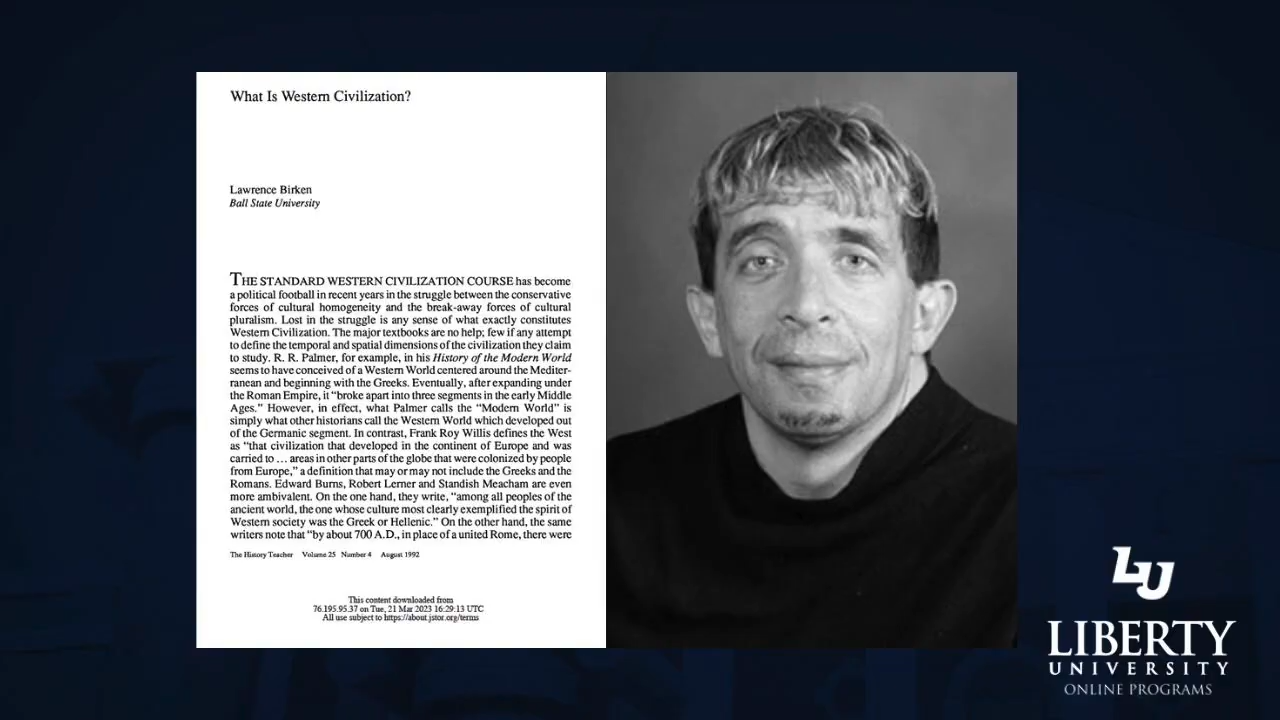 What Is Western Civilization?
Lawrence Birken
Ball State University
THE STANDARD WESTERN CIVILIZATION COURSE has become
a political football in recent years in the struggle between the conservative
forces of cultural homogeneity and the break-away forces of cultural
pluralism. Lost in the struggle is any sense of what exactly constitutes
Western Civilization. The major textbooks are no help; few if any attempt
to define the temporal and spatial dimensions of the civilization they claim
to study. R. R. Palmer, for example, in his History of the Modern World
seems to have conceived of a Western World centered around the Mediter-
ranean and beginning with the Greeks. Eventually, after expanding under
the Roman Empire, it “broke apart into three segments in the early Middle
Ages.” However, in effect, what Palmer calls the “Modern World” is
simply what other historians call the Western World which developed out
of the Germanic segment. In contrast, Frank Roy Willis defines the West
as “that civilization that developed in the continent of Europe and was
carried to ... areas in other parts of the globe that were colonized by people
from Europe,” a definition that may or may not include the Greeks and the
Romans. Edward Burns, Robert Lerner and Standish Meacham are even
more ambivalent. On the one hand, they write, “among all peoples of the
ancient world, the one whose culture most clearly exemplified the spirit of
Western society was the Greek or Hellenic.” On the other hand, the same
writers note that “by about 700 A.D., in place of a united Rome, there were
The History Teacher Volume 25 Number 4 August 1992
This content downloaded from
76.195.95.37 on Tue, 21 Mar 2023 16:29:13 UTC
All use subject to https://about.jstor.org/terms
LU
LIBERTY
UNIVERSITY
ONLINE PROGRAMS